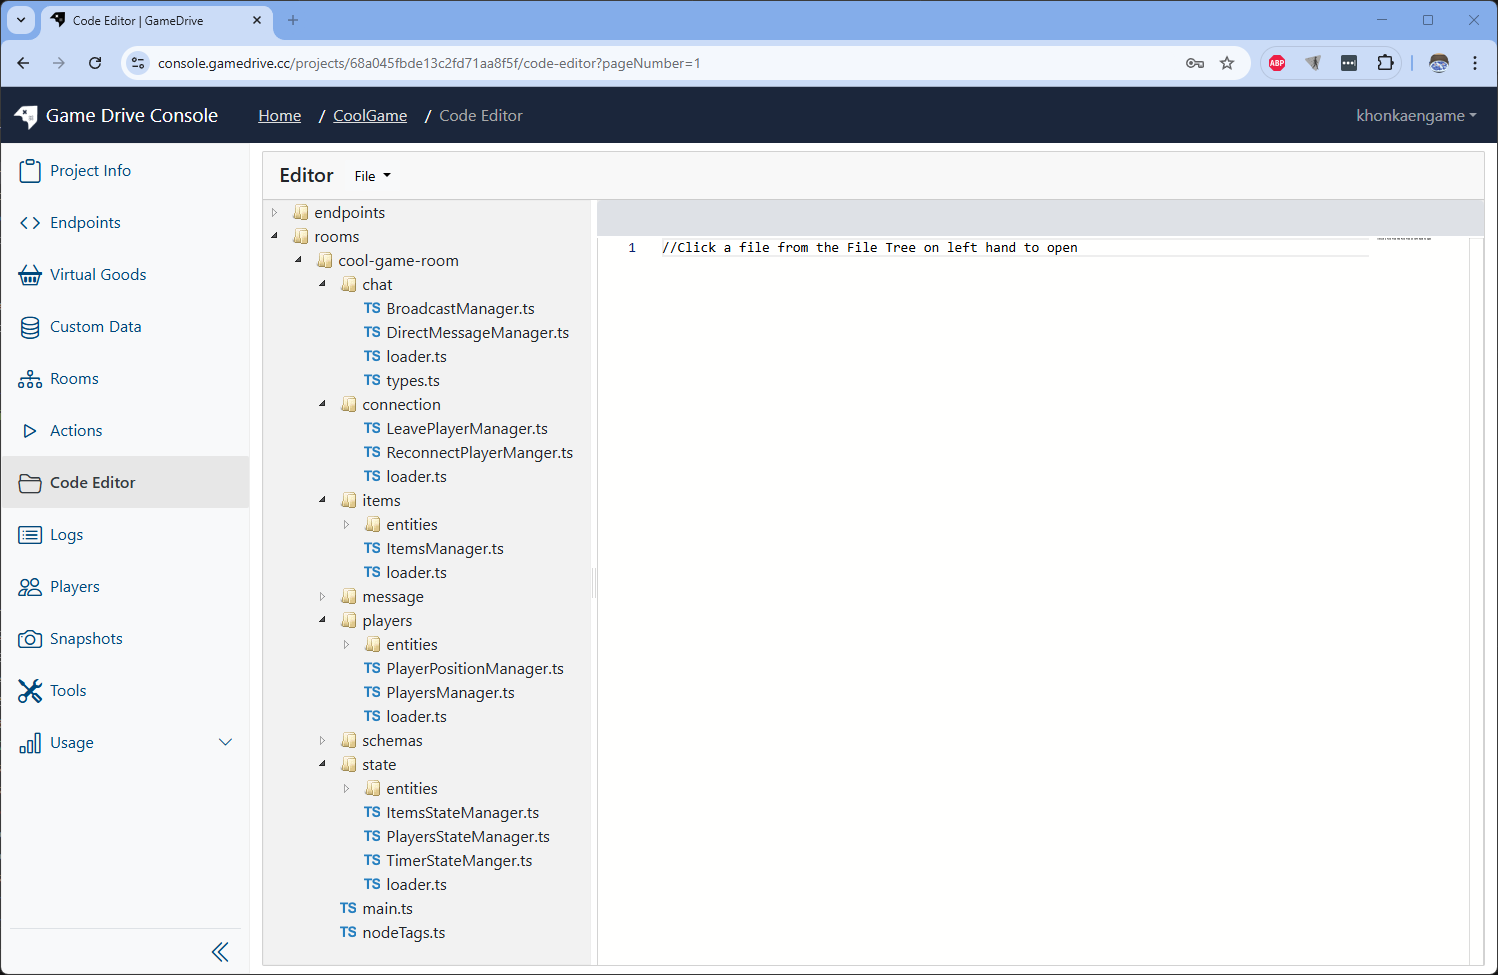 Code Editor | GameDrive
console.gamedrive.cc/projects/68a045fbde13c2fd71aa8f5f/code-editor?pageNumber=1
ABP
Game Drive Console
Home / CoolGame / Code Editor
khonkaengame
Project Info
Endpoints
Virtual Goods
Custom Data
Rooms
Actions
Code Editor
Logs
Players
Snapshots
Tools
Usage
Editor File
endpoints
rooms
cool-game-room
chat
TS BroadcastManager.ts
TS DirectMessageManager.ts
TS loader.ts
TS types.ts
connection
TS LeavePlayerManager.ts
TS ReconnectPlayerManger.ts
TS loader.ts
items
entities
TS ItemsManager.ts
TS loader.ts
message
players
entities
TS PlayerPositionManager.ts
TS PlayersManager.ts
TS loader.ts
schemas
state
entities
TS ItemsStateManager.ts
TS PlayersStateManager.ts
TS TimerStateManger.ts
TS loader.ts
TS main.ts
TS nodeTags.ts
1 //Click a file from the File Tree on left hand to open